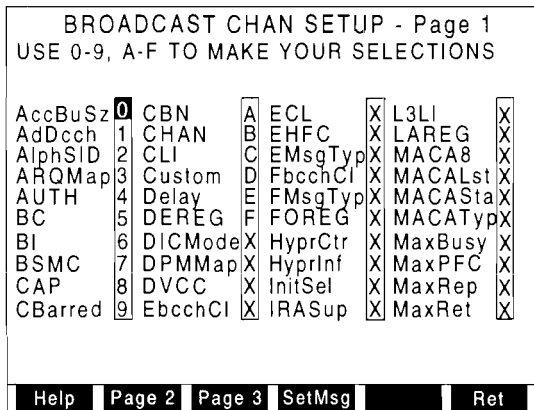 BROADCAST CHAN SETUP - Page 1
USE 0-9, A-F TO MAKE YOUR SELECTIONS
AccBuSz 0 CBN A ECL X L3LI X
AdDcch 1 CHAN B EHFC X LAREG X
AlphSID 2 CLI C EMsgTyp X MACA8 X
ARQMap 3 Custom D FbcchCl X MACALst X
AUTH 4 Delay E FMsgTyp X MACASta X
BC 5 DEREG F FOREG X MACATyp X
BI 6 DICMode X HyprCtr X MaxBusy X
BSMC 7 DPMMap X HyprInf X MaxPFC X
CAP 8 DVCC X InitSel X MaxRep X
CBarred 9 EbcchCl X IRASup X MaxRet X
Help Page 2 Page 3 SetMsg Ret